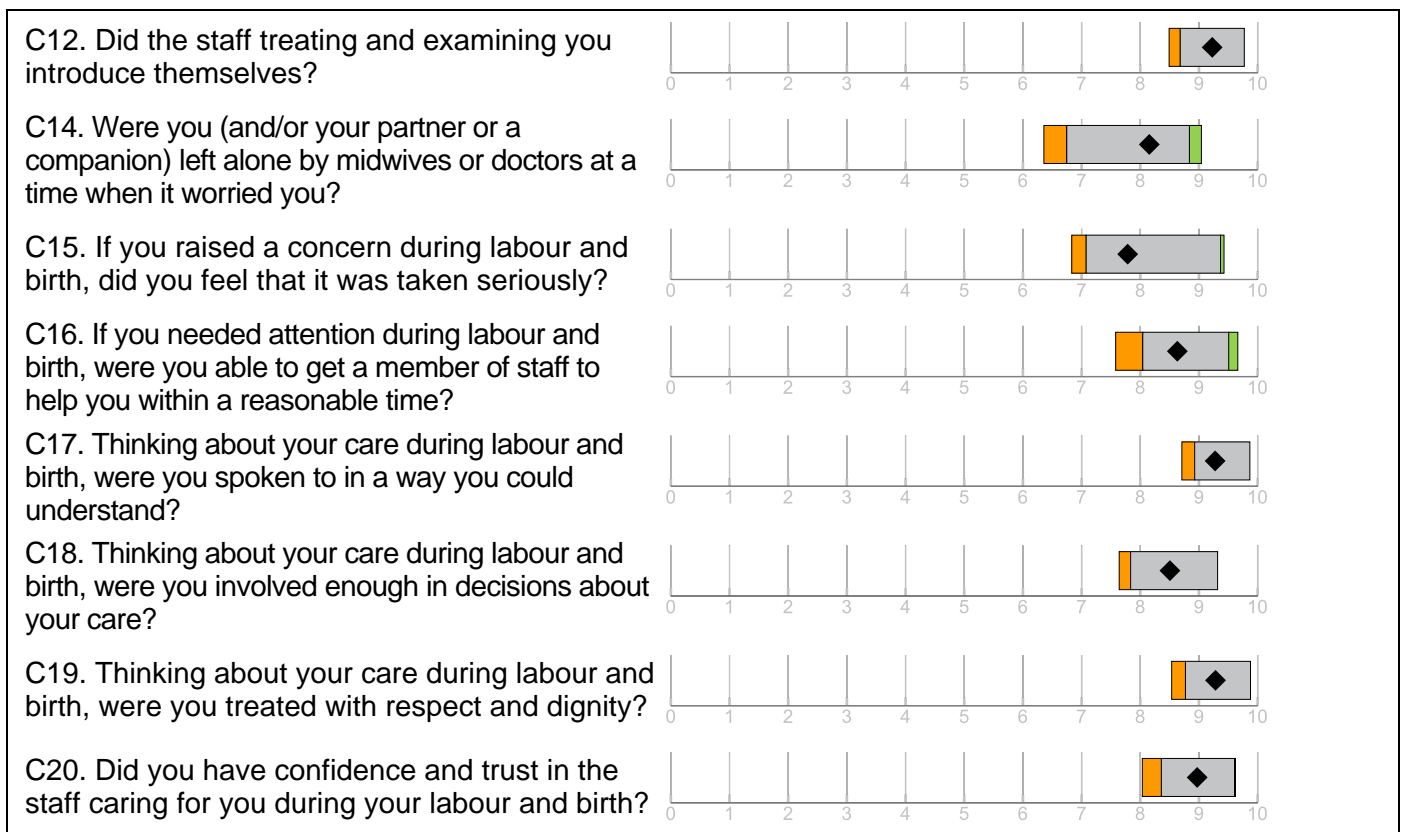 C12. Did the staff treating and examining you
introduce themselves?
0 1 2 3 4 5 6 7 8 9 10
C14. Were you (and/or your partner or a
companion) left alone by midwives or doctors at a
time when it worried you?
0 1 2 3 4 5 6 7 8 9 10
C15. If you raised a concern during labour and
birth, did you feel that it was taken seriously?
0 1 2 3 4 5 6 7 8 9 10
C16. If you needed attention during labour and
birth, were you able to get a member of staff to
help you within a reasonable time?
0 1 2 3 4 5 6 7 8 9 10
C17. Thinking about your care during labour and
birth, were you spoken to in a way you could
understand?
0 1 2 3 4 5 6 7 8 9 10
C18. Thinking about your care during labour and
birth, were you involved enough in decisions about
your care?
0 1 2 3 4 5 6 7 8 9 10
C19. Thinking about your care during labour and
birth, were you treated with respect and dignity?
0 1 2 3 4 5 6 7 8 9 10
C20. Did you have confidence and trust in the
staff caring for you during your labour and birth?
0 1 2 3 4 5 6 7 8 9 10